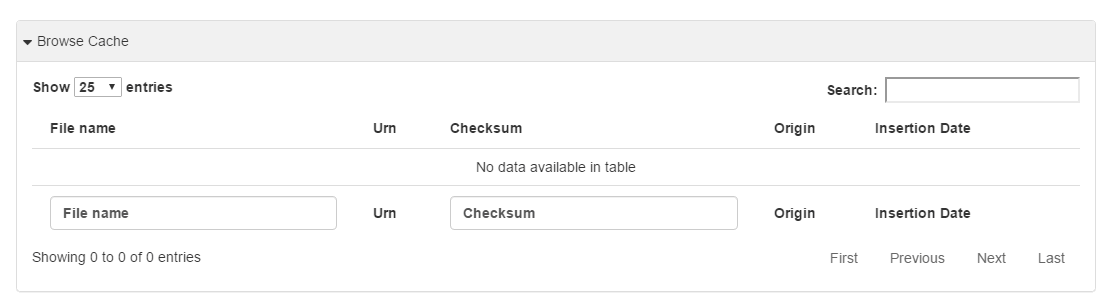 Browse Cache
Show 25 entries
Search:
File name Urn Checksum Origin Insertion Date
No data available in table
File name Urn Checksum Origin Insertion Date
Showing 0 to 0 of 0 entries
First Previous Next Last